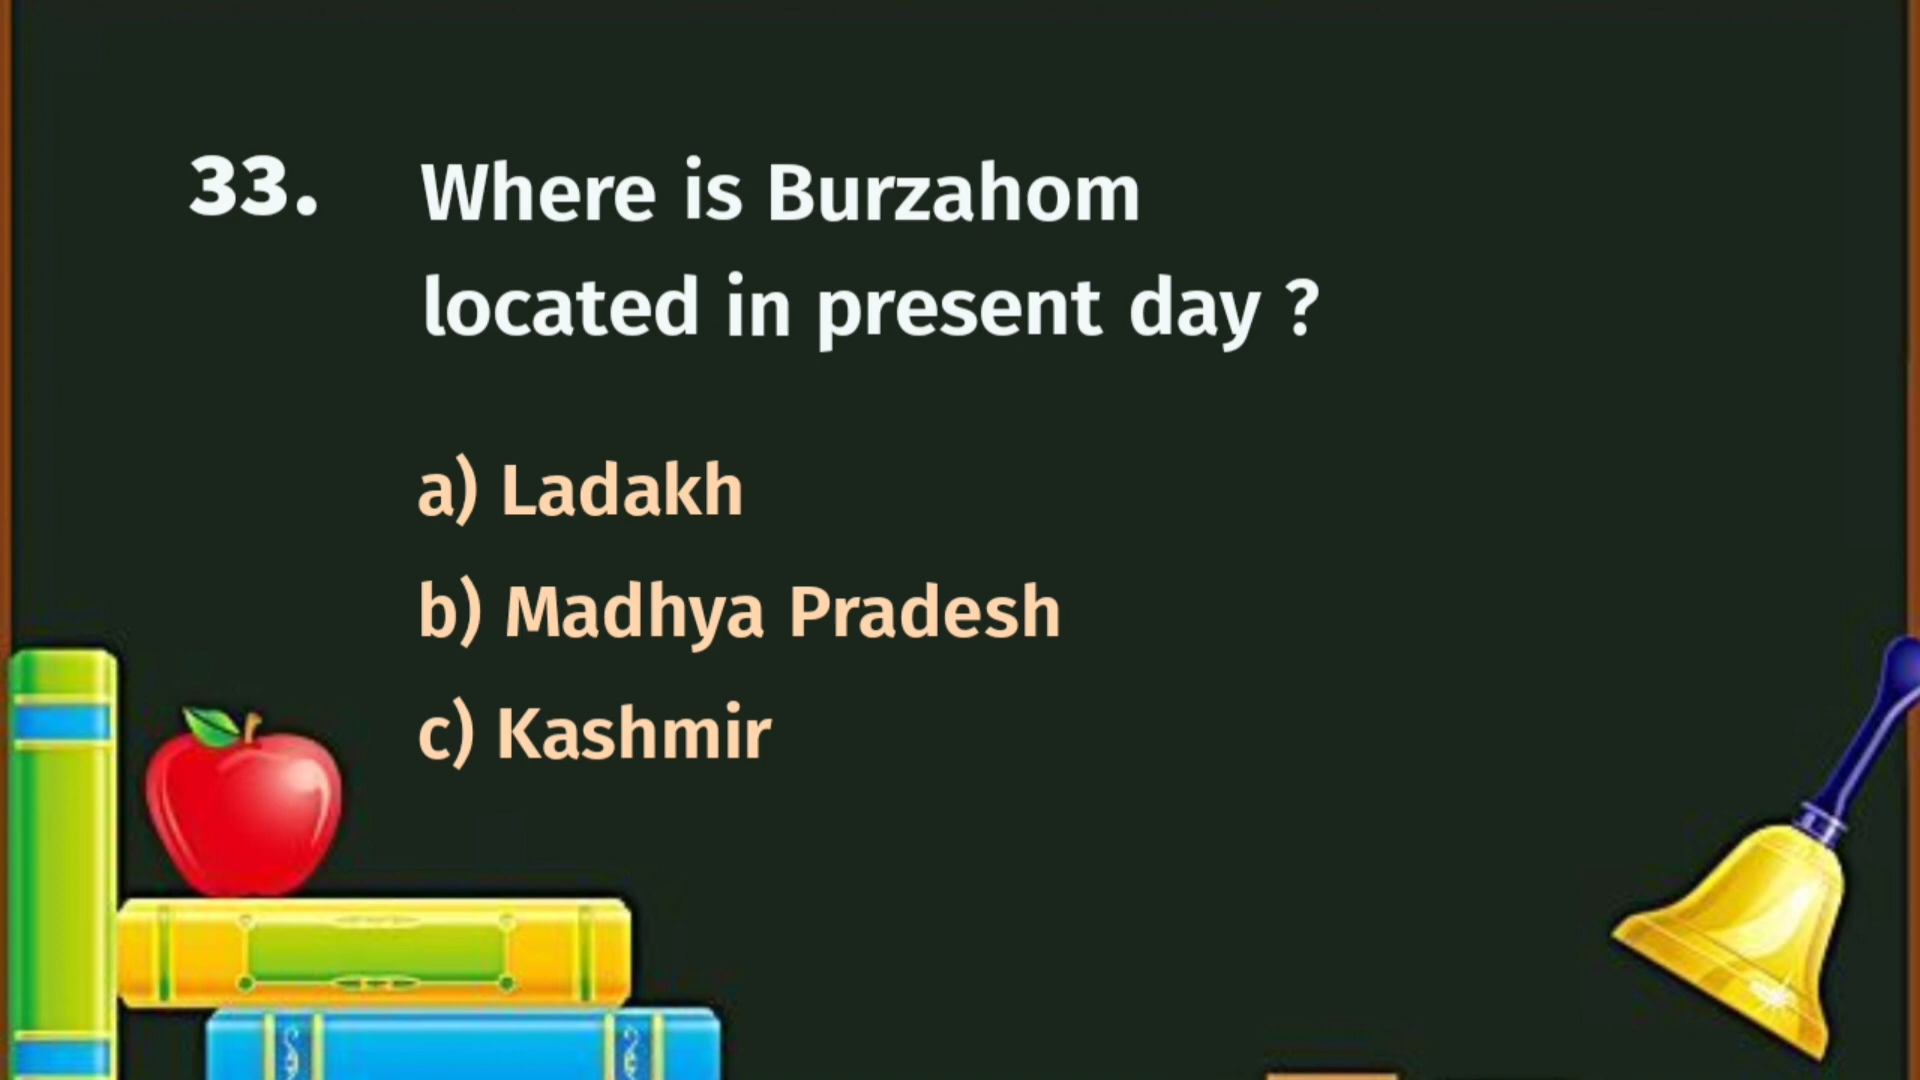 33. Where is Burzahom
located in present day ?
a) Ladakh
b) Madhya Pradesh
c) Kashmir